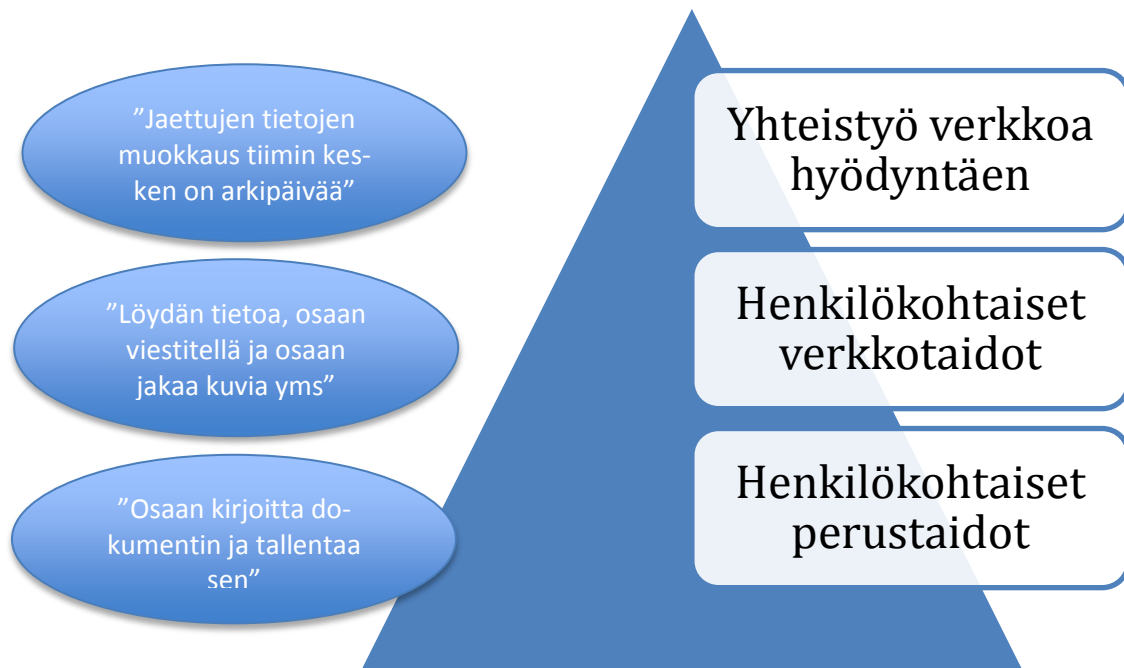 ”Jaettujen tietojen
muokkaus tiimin kes-
ken on arkipäivää”
Yhteistyö verkkoa
hyödyntäen
”Löydän tietoa, osaan
viestitellä ja osaan
jakaa kuvia yms”
Henkilökohtaiset
verkkotaidot
”Osaan kirjoitta do-
kumentin ja tallentaa
sen”
Henkilökohtaiset
perustaidot